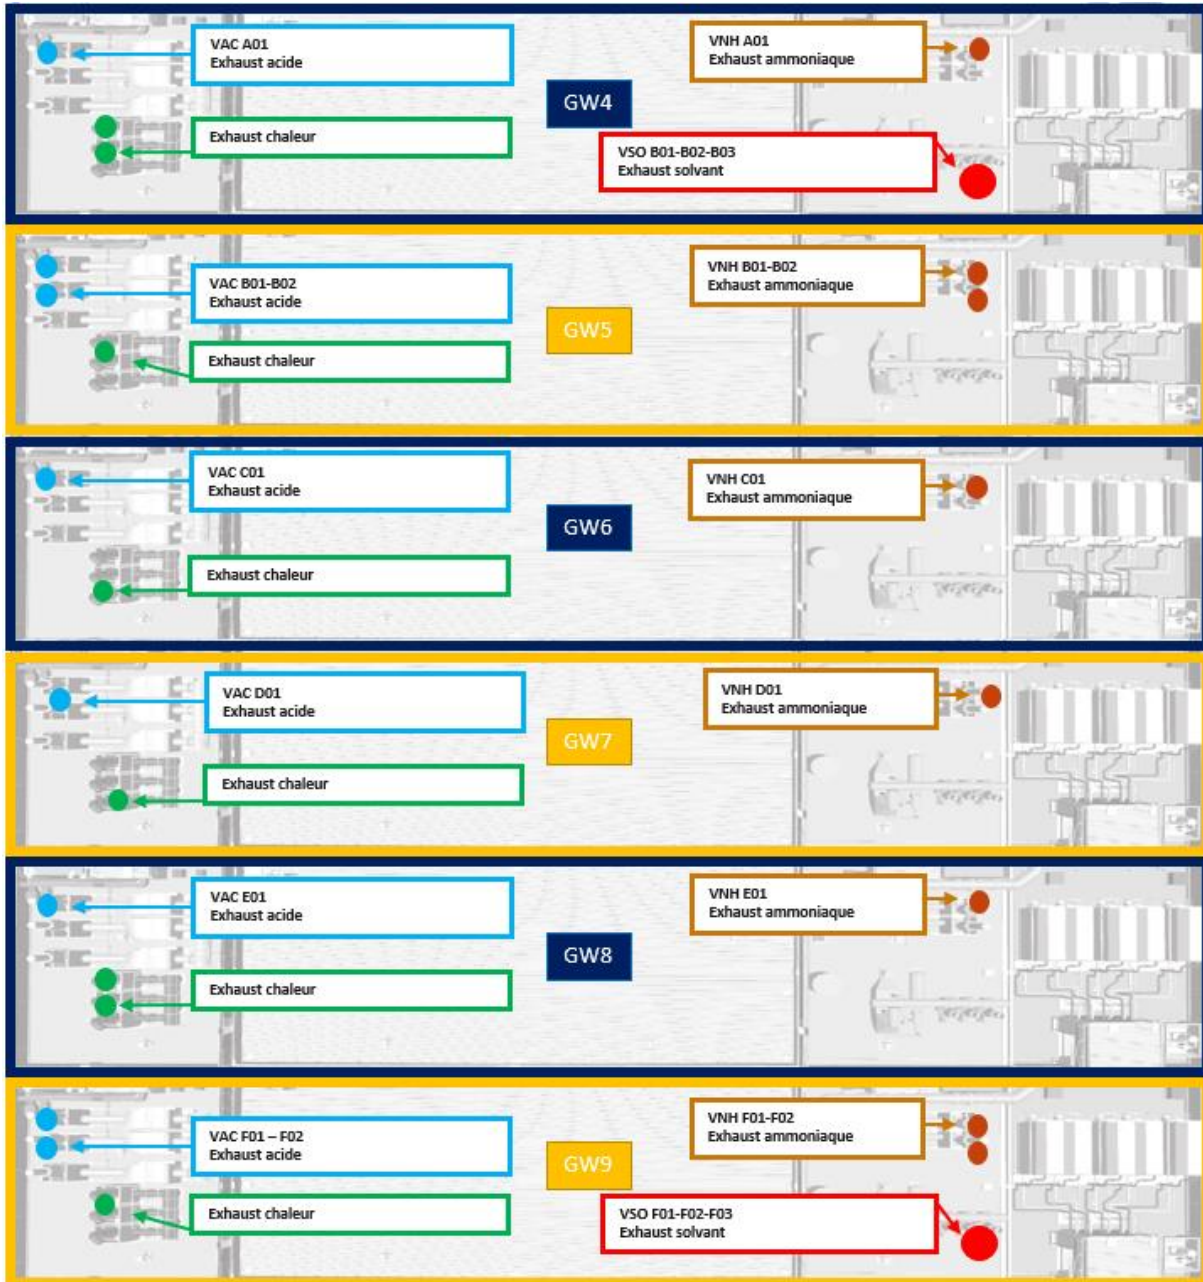 VAC A01
Exhaust acide
VNH A01
Exhaust ammoniaque
GW4
Exhaust chaleur
VSO B01-B02-B03
Exhaust solvant
VAC B01-B02
Exhaust acide
VNH B01-B02
Exhaust ammoniaque
GW5
Exhaust chaleur
VAC C01
Exhaust acide
VNH C01
Exhaust ammoniaque
GW6
Exhaust chaleur
VAC D01
Exhaust acide
VNH D01
Exhaust ammoniaque
GW7
Exhaust chaleur
VAC E01
Exhaust acide
VNH E01
Exhaust ammoniaque
GW8
Exhaust chaleur
VAC F01 – F02
Exhaust acide
VNH F01-F02
Exhaust ammoniaque
GW9
Exhaust chaleur
VSO F01-F02-F03
Exhaust solvant